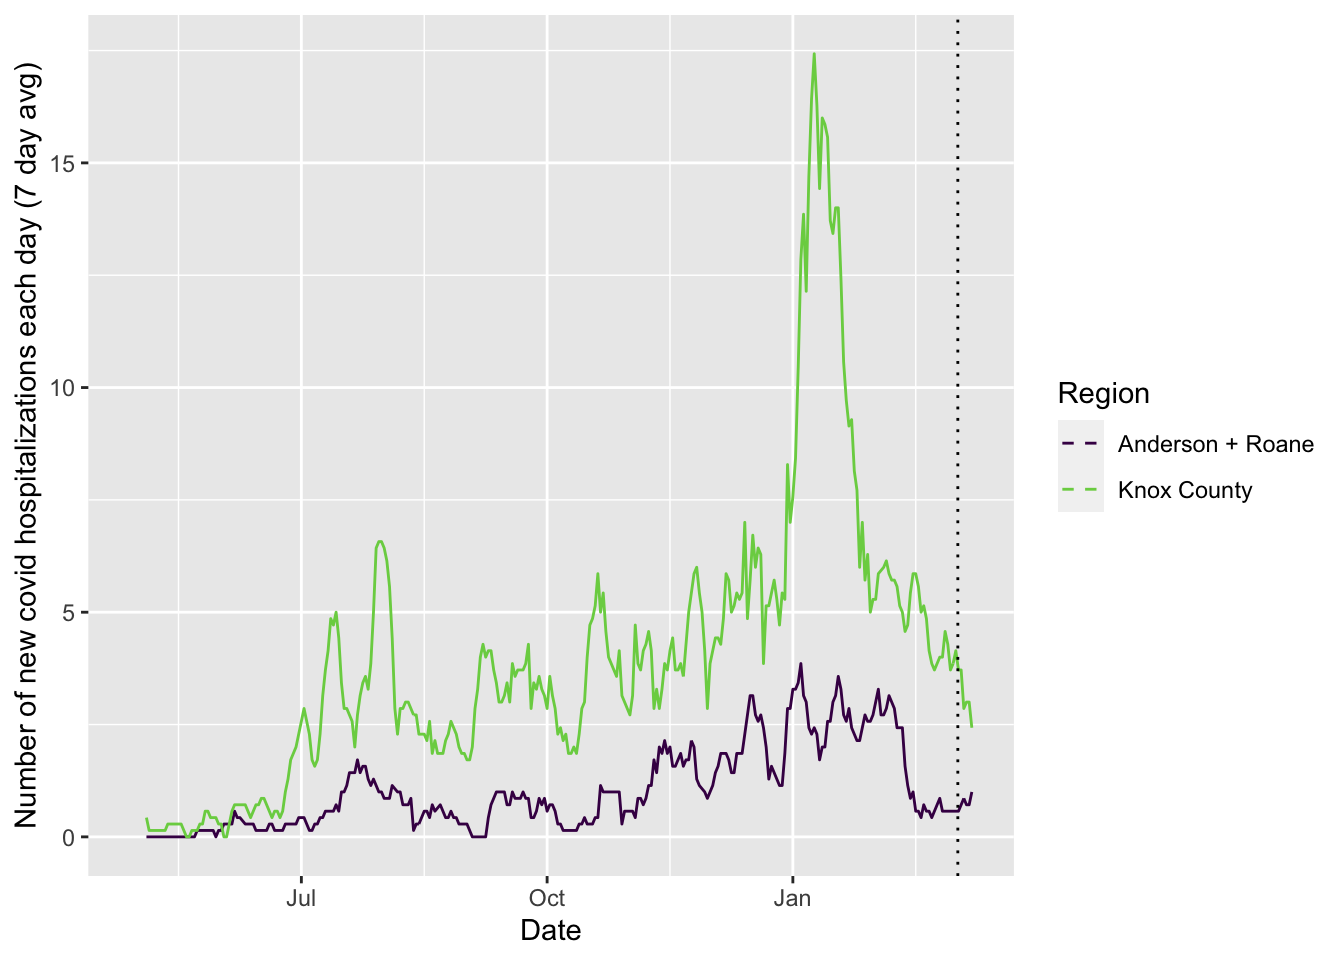 Number of new covid hospitalizations each day (7 day avg)
15
10
5
0
Jul
Oct
Jan
Date
Region
Anderson + Roane
Knox County